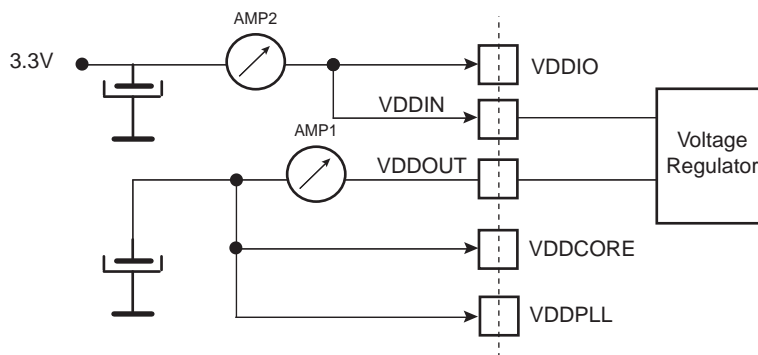 AMP2
3.3V
VDDIO
VDDIN
AMP1
Voltage
Regulator
VDDOUT
VDDCORE
VDDPLL